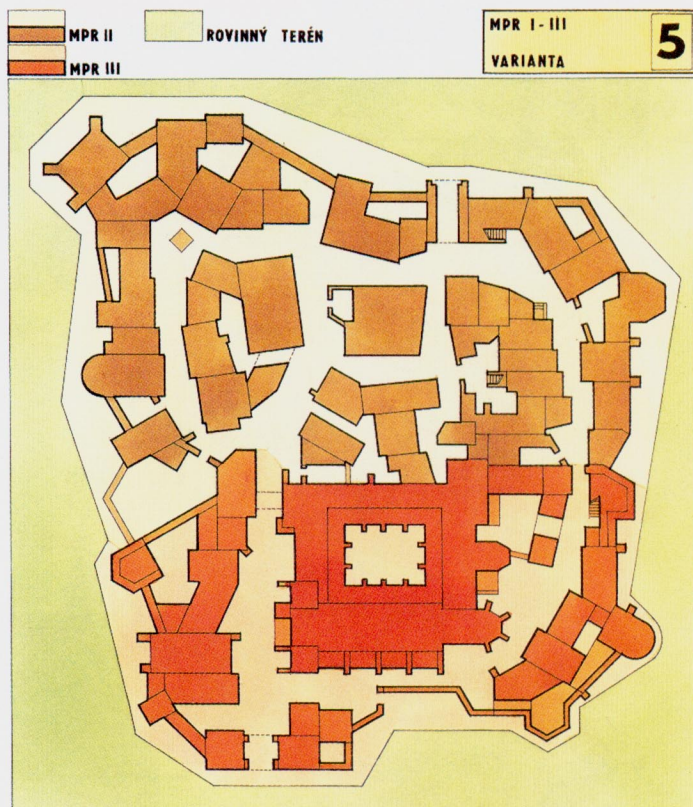 MPR II
MPR III
ROVINNÝ TERÉN
MPR I-III
VARIANTA
5